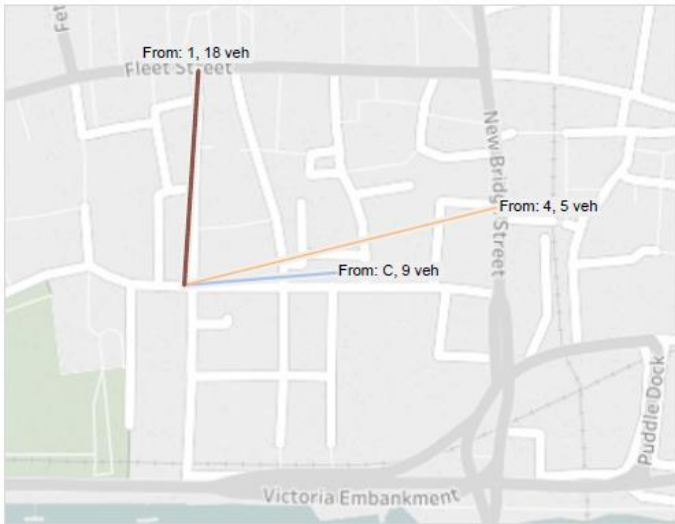 Fet
From: 1, 18 veh
Fleet Street
New Bridge Street
From: 4, 5 veh
From: C, 9 veh
Puddle Dock
Victoria Embankment